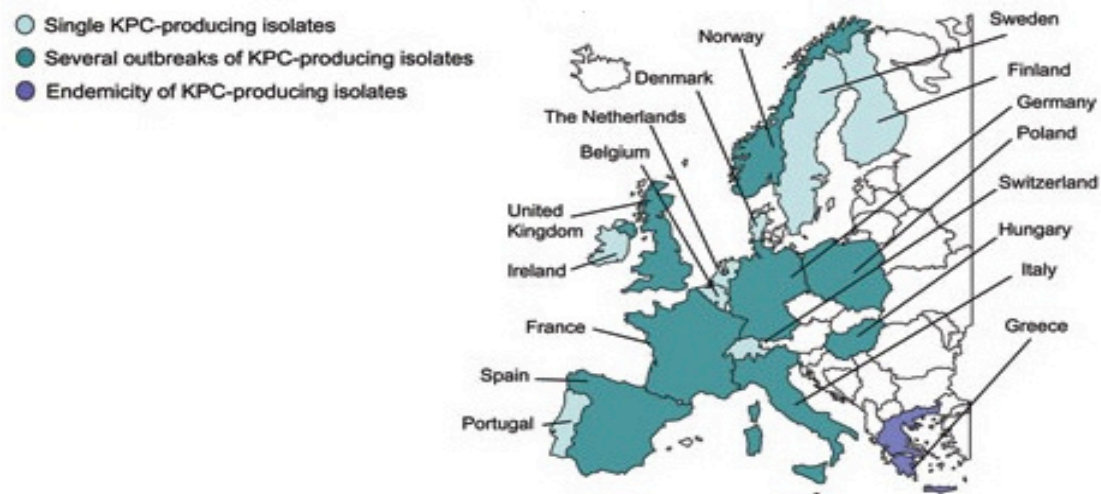 Single KPC-producing isolates
Several outbreaks of KPC-producing isolates
Endemicity of KPC-producing isolates
Sweden
Norway
Finland
Denmark
Germany
The Netherlands
Poland
Belgium
Switzerland
United
Kingdom
Hungary
Ireland
Italy
France
Greece
Spain
Portugal